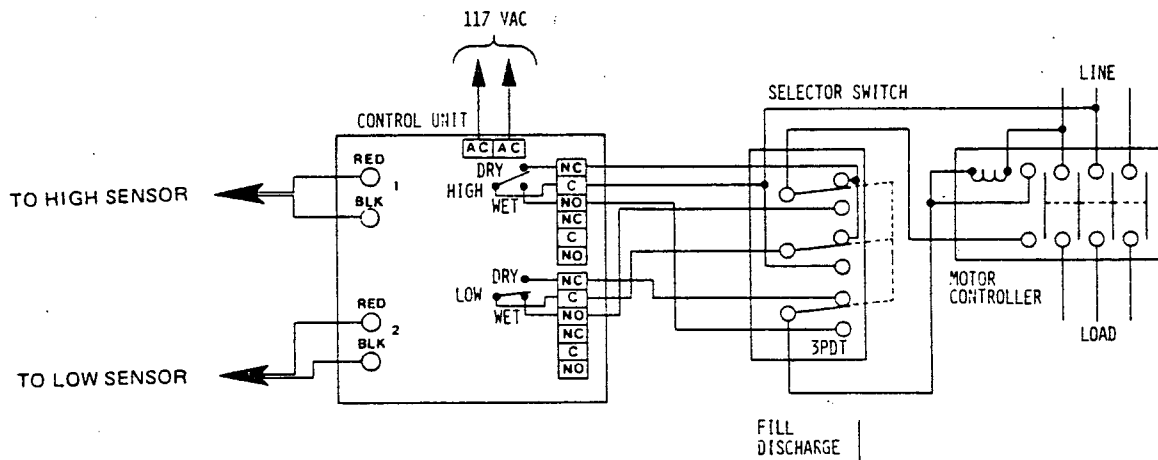 117 VAC
LINE
SELECTOR SWITCH
CONTROL UNIT
AC AC
RED
1
BLK
TO HIGH SENSOR
DRY
HIGH
WET
NC
C
NO
NC
C
NO
DRY
LOW
WET
NC
C
NO
NC
C
NO
RED
2
BLK
TO LOW SENSOR
3PDT
MOTOR
CONTROLLER
LOAD
FILL
DISCHARGE